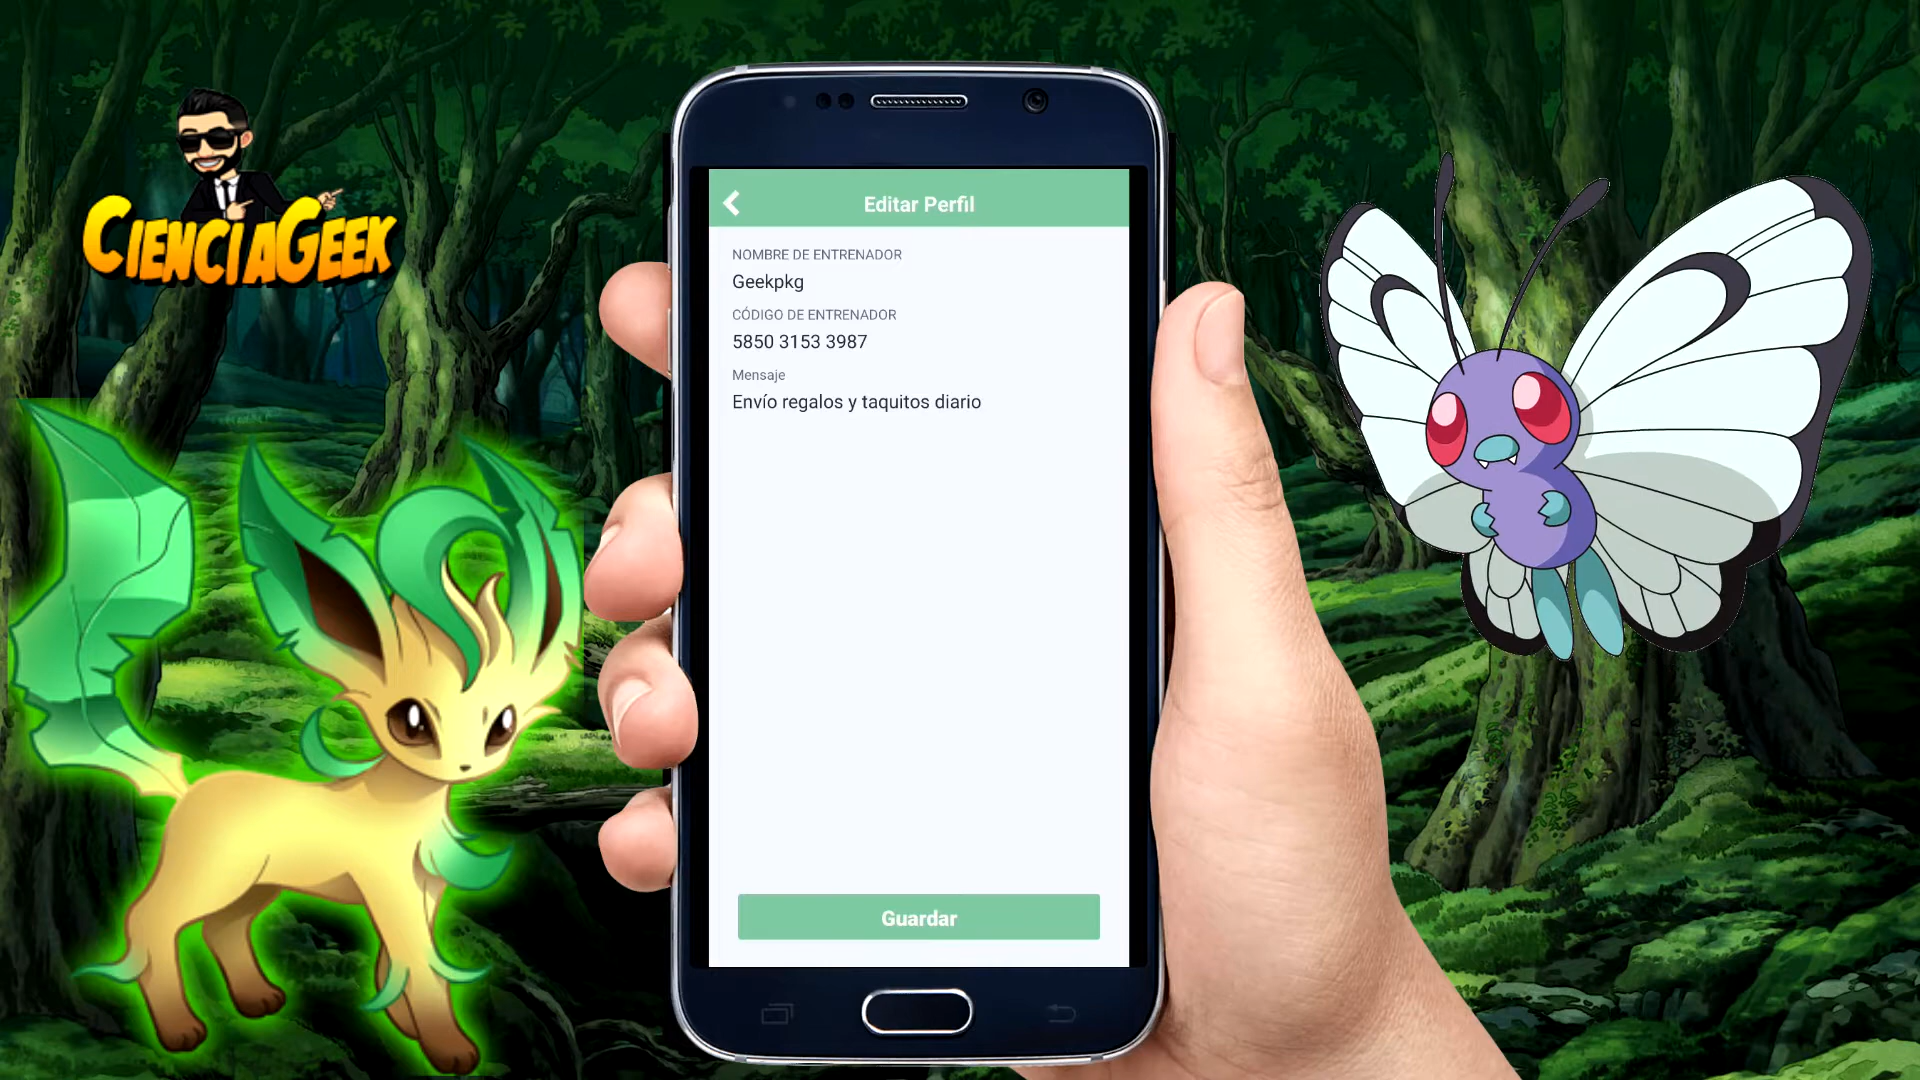 CIENCIAGEEK
Editar Perfil
NOMBRE DE ENTRENADOR
Geekpkg
CÓDIGO DE ENTRENADOR
5850 3153 3987
Mensaje
Envío regalos y taquitos diario
Guardar